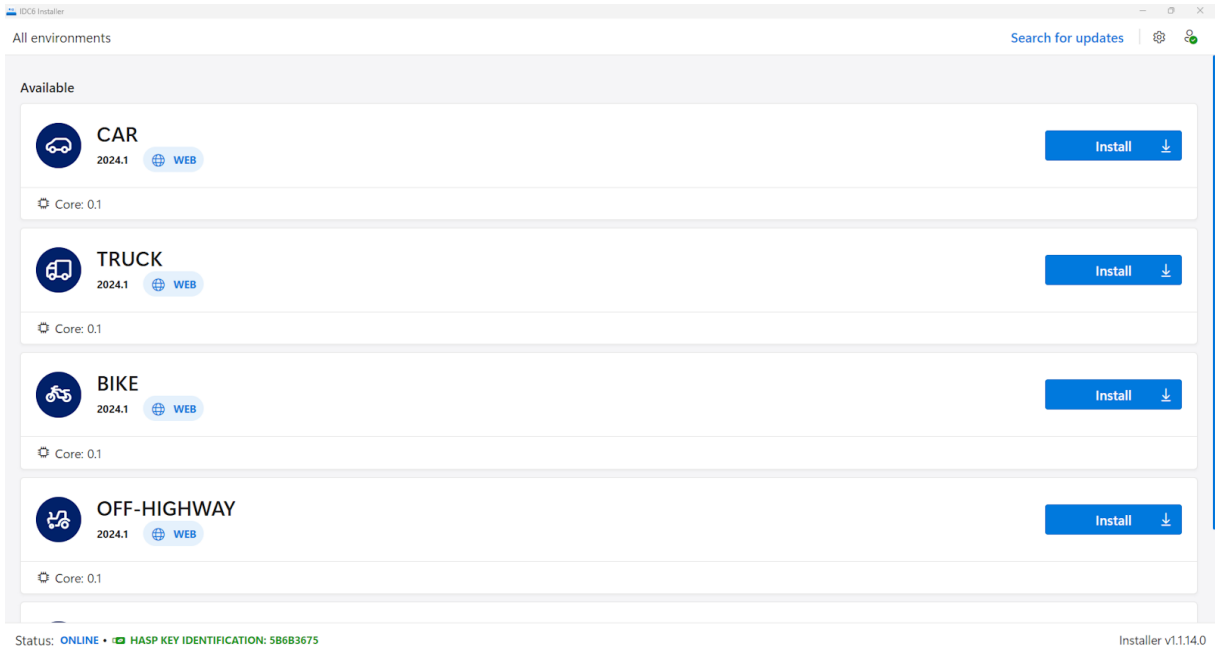 IDC6 Installer
All environments
Search for updates
Available
CAR
2024.1 WEB
Install
Core: 0.1
TRUCK
2024.1 WEB
Install
Core: 0.1
BIKE
2024.1 WEB
Install
Core: 0.1
OFF-HIGHWAY
2024.1 WEB
Install
Core: 0.1
Status: ONLINE • HASP KEY IDENTIFICATION: 5B6B3675
Installer v1.1.14.0